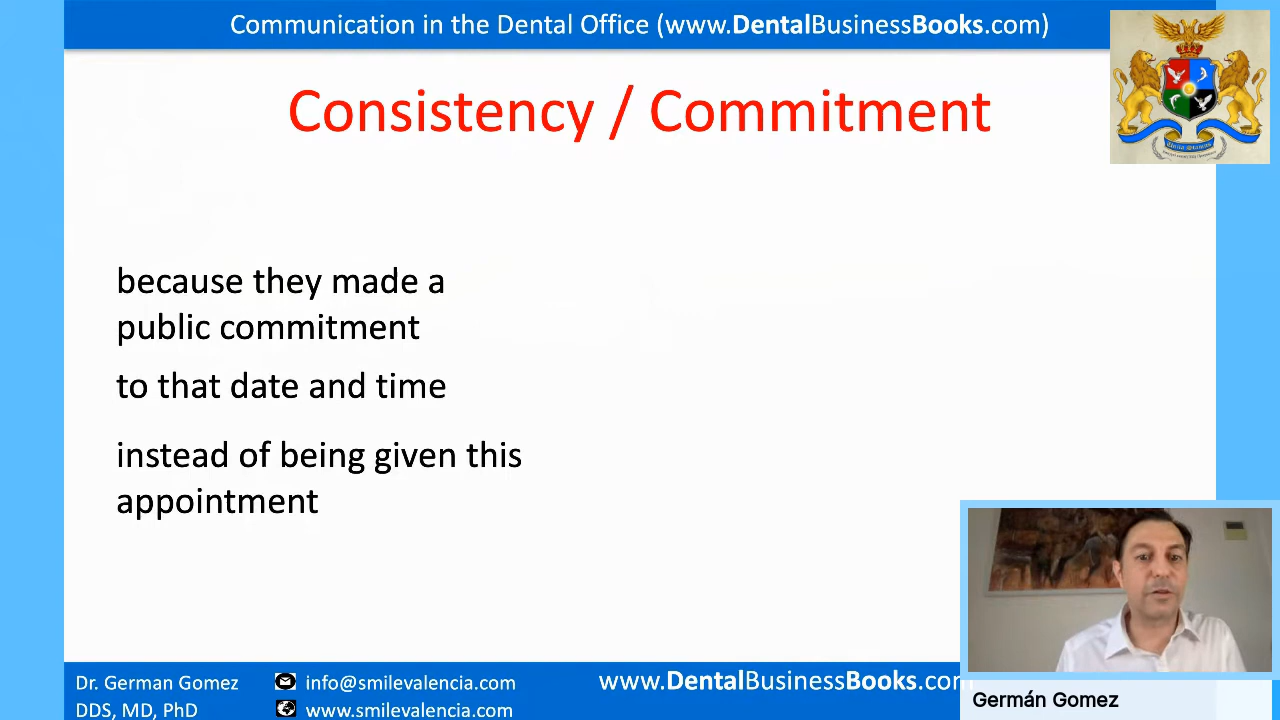 Communication in the Dental Office (www.DentalBusinessBooks.com)
Consistency / Commitment
because they made a
public commitment
to that date and time
instead of being given this
appointment
Dr. German Gomez
DDS, MD, PhD
info@smilevalencia.com
www.smilevalencia.com
www.DentalBusinessBooks.com
Germán Gomez